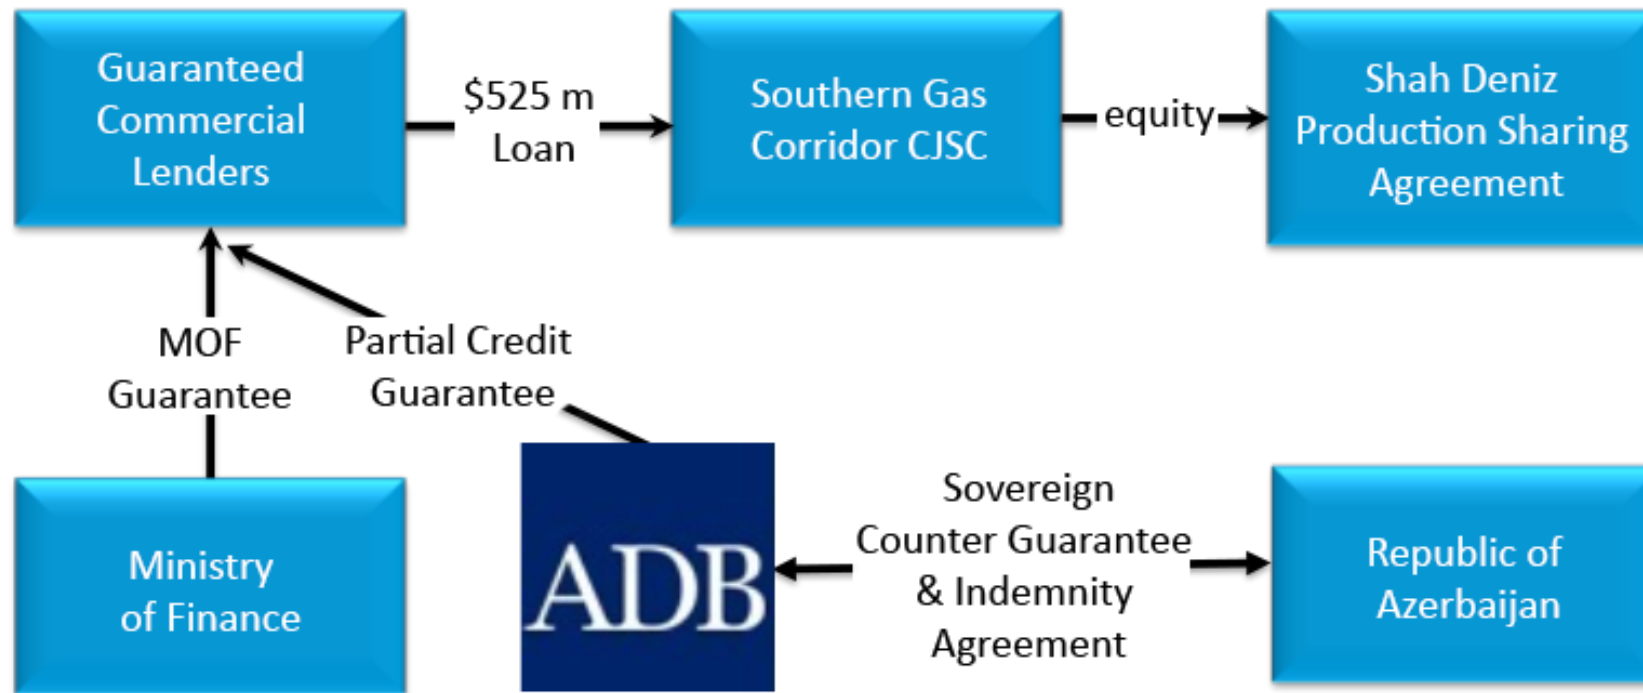 Guaranteed
Commercial
Lenders
$525 m
Loan
Southern Gas
Corridor CJSC
equity
Shah Deniz
Production Sharing
Agreement
MOF
Guarantee
Partial Credit
Guarantee
Ministry
of Finance
ADB
Sovereign
Counter Guarantee
& Indemnity
Agreement
Republic of
Azerbaijan